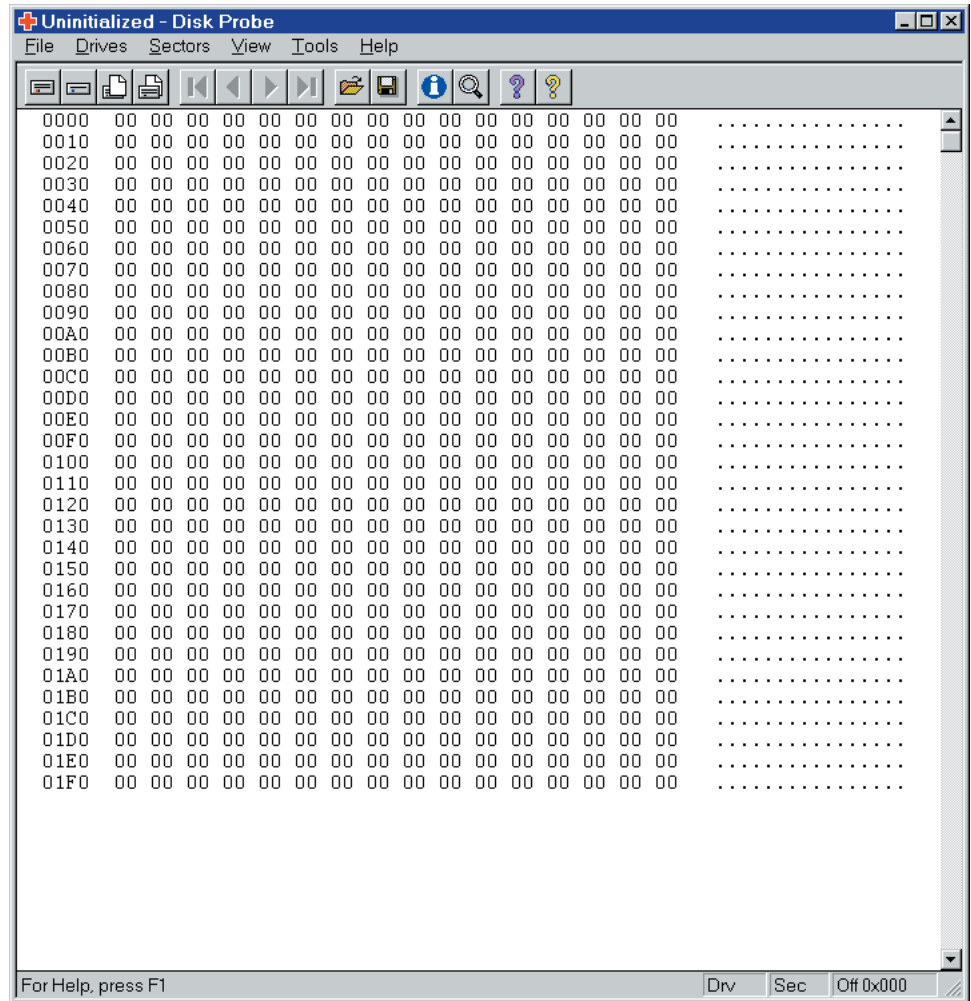 Uninitialized - Disk Probe
File Drives Sectors View Tools Help
0000 00 00 00 00 00 00 00 00 00 00 00 00 00 00 00 00 ................
0010 00 00 00 00 00 00 00 00 00 00 00 00 00 00 00 00 ................
0020 00 00 00 00 00 00 00 00 00 00 00 00 00 00 00 00 ................
0030 00 00 00 00 00 00 00 00 00 00 00 00 00 00 00 00 ................
0040 00 00 00 00 00 00 00 00 00 00 00 00 00 00 00 00 ................
0050 00 00 00 00 00 00 00 00 00 00 00 00 00 00 00 00 ................
0060 00 00 00 00 00 00 00 00 00 00 00 00 00 00 00 00 ................
0070 00 00 00 00 00 00 00 00 00 00 00 00 00 00 00 00 ................
0080 00 00 00 00 00 00 00 00 00 00 00 00 00 00 00 00 ................
0090 00 00 00 00 00 00 00 00 00 00 00 00 00 00 00 00 ................
00A0 00 00 00 00 00 00 00 00 00 00 00 00 00 00 00 00 ................
00B0 00 00 00 00 00 00 00 00 00 00 00 00 00 00 00 00 ................
00C0 00 00 00 00 00 00 00 00 00 00 00 00 00 00 00 00 ................
00D0 00 00 00 00 00 00 00 00 00 00 00 00 00 00 00 00 ................
00E0 00 00 00 00 00 00 00 00 00 00 00 00 00 00 00 00 ................
00F0 00 00 00 00 00 00 00 00 00 00 00 00 00 00 00 00 ................
0100 00 00 00 00 00 00 00 00 00 00 00 00 00 00 00 00 ................
0110 00 00 00 00 00 00 00 00 00 00 00 00 00 00 00 00 ................
0120 00 00 00 00 00 00 00 00 00 00 00 00 00 00 00 00 ................
0130 00 00 00 00 00 00 00 00 00 00 00 00 00 00 00 00 ................
0140 00 00 00 00 00 00 00 00 00 00 00 00 00 00 00 00 ................
0150 00 00 00 00 00 00 00 00 00 00 00 00 00 00 00 00 ................
0160 00 00 00 00 00 00 00 00 00 00 00 00 00 00 00 00 ................
0170 00 00 00 00 00 00 00 00 00 00 00 00 00 00 00 00 ................
0180 00 00 00 00 00 00 00 00 00 00 00 00 00 00 00 00 ................
0190 00 00 00 00 00 00 00 00 00 00 00 00 00 00 00 00 ................
01A0 00 00 00 00 00 00 00 00 00 00 00 00 00 00 00 00 ................
01B0 00 00 00 00 00 00 00 00 00 00 00 00 00 00 00 00 ................
01C0 00 00 00 00 00 00 00 00 00 00 00 00 00 00 00 00 ................
01D0 00 00 00 00 00 00 00 00 00 00 00 00 00 00 00 00 ................
01E0 00 00 00 00 00 00 00 00 00 00 00 00 00 00 00 00 ................
01F0 00 00 00 00 00 00 00 00 00 00 00 00 00 00 00 00 ................
For Help, press F1 Drv Sec Off 0x000